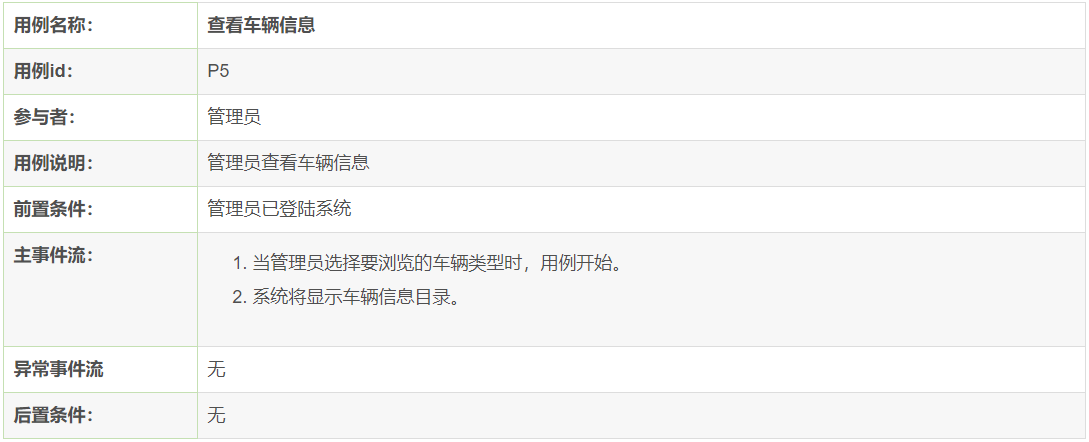 用例名称： 查看车辆信息
用例id： P5
参与者： 管理员
用例说明： 管理员查看车辆信息
前置条件： 管理员已登陆系统
主事件流： 1. 当管理员选择要浏览的车辆类型时，用例开始。
2. 系统将显示车辆信息目录。
异常事件流 无
后置条件： 无